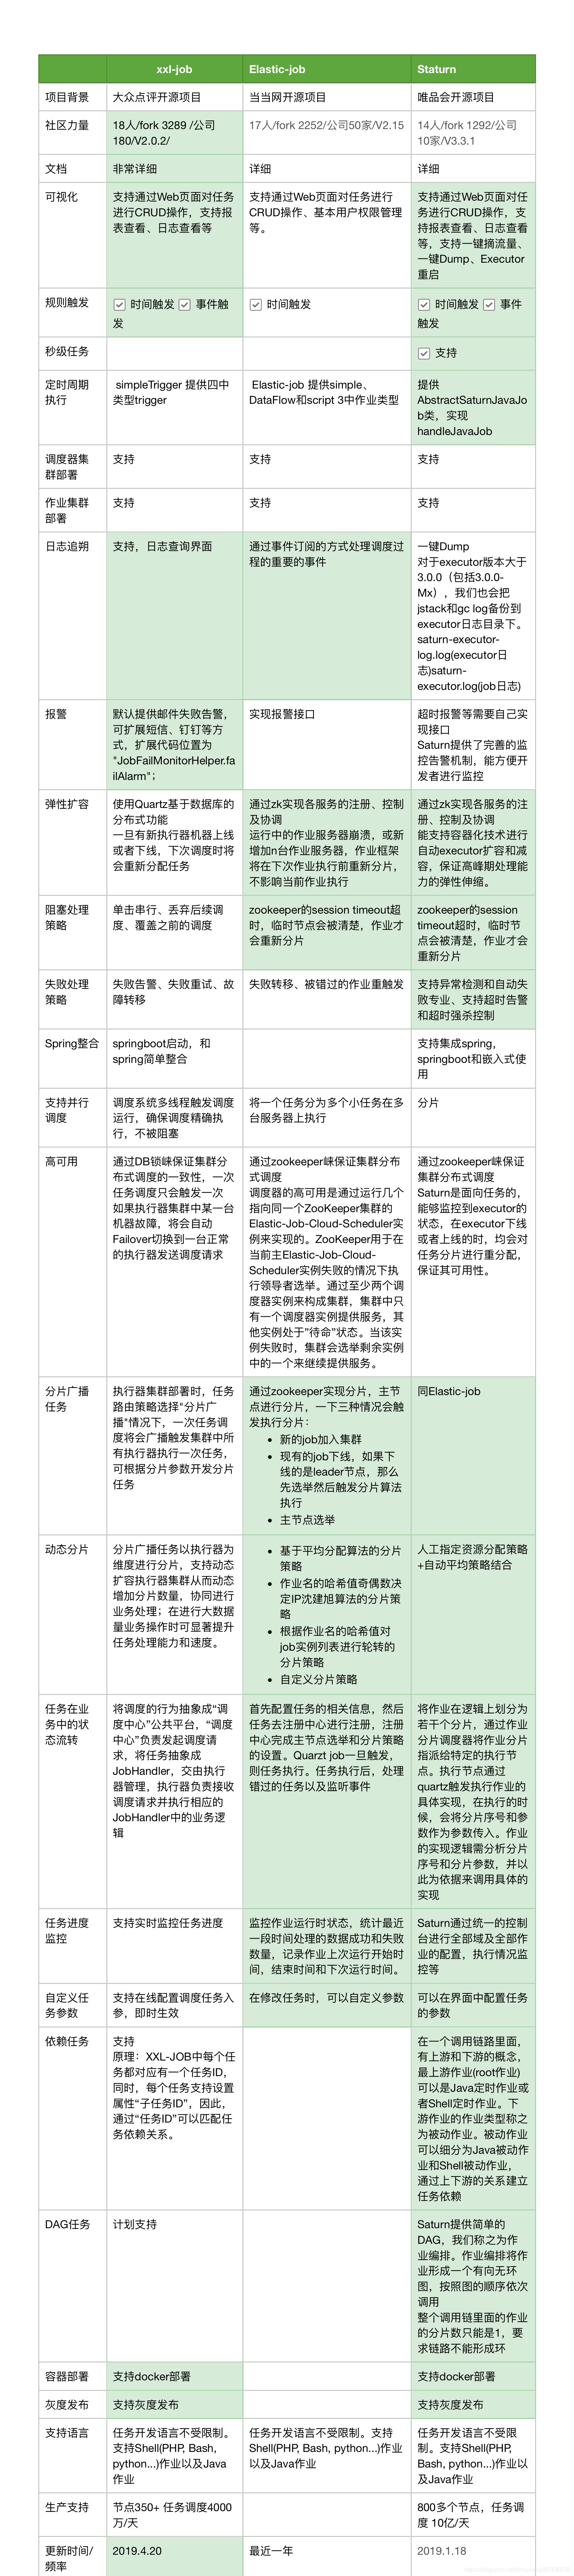 xxl-job
Elastic-job
Staturn
项目背景
大众点评开源项目
当当网开源项目
唯品会开源项目
社区力量
18人/fork 3289 /公司
180/V2.0.2/
17人/fork 2252/公司50家/V2.15
14人/fork 1292/公司
10家/V3.3.1
文档
非常详细
详细
详细
可视化
支持通过Web页面对任务
进行CRUD操作，支持报
表查看、日志查看等
支持通过Web页面对任务进行
CRUD操作、基本用户权限管理
等。
支持通过Web页面对任
务进行CRUD操作，支
持报表查看、日志查看
等，支持一键摘流量、
一键Dump、Executor
重启
规则触发
时间触发 事件触
发
时间触发
时间触发 事件
触发
秒级任务
支持
定时周期
执行
simpleTrigger 提供四中
类型trigger
Elastic-job 提供simple、
DataFlow和script 3中作业类型
提供
AbstractSaturnJavaJo
b类，实现
handleJavaJob
调度器集
群部署
支持
支持
支持
作业集群
部署
支持
支持
支持
日志追朔
支持，日志查询界面
通过事件订阅的方式处理调度过
程的重要的事件
一键Dump
对于executor版本大于
3.0.0（包括3.0.0-
Mx），我们也会把
jstack和gc log备份到
executor日志目录下。
saturn-executor-
log.log(executor日
志)saturn-
executor.log(job日志)
报警
默认提供邮件失败告警，
可扩展短信、钉钉等方
式，扩展代码位置为
"JobFailMonitorHelper.fa
ilAlarm"；
实现报警接口
超时报警等需要自己实
现接口
Saturn提供了完善的监
控告警机制，能方便开
发者进行监控
弹性扩容
使用Quartz基于数据库的
分布式功能
一旦有新执行器机器上线
或者下线，下次调度时将
会重新分配任务
通过zk实现各服务的注册、控制
及协调
运行中的作业服务器崩溃，或新
增加n台作业服务器，作业框架
将在下次作业执行前重新分片，
不影响当前作业执行
通过zk实现各服务的注
册、控制及协调
能支持容器化技术进行
自动executor扩容和减
容，保证高峰期处理能
力的弹性伸缩。
阻塞处理
策略
单击串行、丢弃后续调
度、覆盖之前的调度
zookeeper的session timeout超
时，临时节点会被清楚，作业才
会重新分片
zookeeper的session
timeout超时，临时节
点会被清楚，作业才会
重新分片
失败处理
策略
失败告警、失败重试、故
障转移
失败转移、被错过的作业重触发
支持异常检测和自动失
败专业、支持超时告警
和超时强杀控制
Spring整合
springboot启动，和
spring简单整合
支持集成spring，
springboot和嵌入式使
用
支持并行
调度
调度系统多线程触发调度
运行，确保调度精确执
行，不被阻塞
将一个任务分为多个小任务在多
台服务器上执行
分片
高可用
通过DB锁崃保证集群分
布式调度的一致性，一次
任务调度只会触发一次
如果执行器集群中某一台
机器故障，将会自动
Failover切换到一台正常
的执行器发送调度请求
通过zookeeper崃保证集群分布
式调度
调度器的高可用是通过运行几个
指向同一个ZooKeeper集群的
Elastic-Job-Cloud-Scheduler实
例来实现的。ZooKeeper用于在
当前主Elastic-Job-Cloud-
Scheduler实例失败的情况下执
行领导者选举。通过至少两个调
度器实例来构成集群，集群中只
有一个调度器实例提供服务，其
他实例处于"待命"状态。当该实
例失败时，集群会选举剩余实例
中的一个来继续提供服务。
通过zookeeper崃保证
集群分布式调度
Saturn是面向任务的，
能够监控到executor的
状态，在executor下线
或者上线的时，均会对
任务分片进行重分配，
保证其可用性。
分片广播
任务
执行器集群部署时，任务
路由策略选择"分片广
播"情况下，一次任务调
度将会广播触发集群中所
有执行器执行一次任务，
可根据分片参数开发分片
任务
通过zookeeper实现分片，主节
点进行分片，一下三种情况会触
发执行分片：
• 新的job加入集群
• 现有的job下线，如果下
线的是leader节点，那么
先选举然后触发分片算法
执行
• 主节点选举
同Elastic-job
动态分片
分片广播任务以执行器为
维度进行分片，支持动态
扩容执行器集群从而动态
增加分片数量，协同进行
业务处理；在进行大数据
量业务操作时可显著提升
任务处理能力和速度。
• 基于平均分配算法的分片
策略
• 作业名的哈希值奇偶数决
定IP沈建旭算法的分片策
略
• 根据作业名的哈希值对
job实例列表进行轮转的
分片策略
• 自定义分片策略
人工指定资源分配策略
+自动平均策略结合
任务在业
务中的状
态流转
将调度的行为抽象成“调
度中心”公共平台，“调度
中心”负责发起调度请
求，将任务抽象成
JobHandler，交由执行
器管理，执行器负责接收
调度请求并执行相应的
JobHandler中的业务逻
辑
首先配置任务的相关信息，然后
任务去注册中心进行注册，注册
中心完成主节点选举和分片策略
的设置。Quarzt job一旦触发，
则任务执行。任务执行后，处理
错过的任务以及监听事件
将作业在逻辑上划分为
若干个分片，通过作业
分片调度器将作业分片
指派给特定的执行节
点。执行节点通过
quartz触发执行作业的
具体实现，在执行的时
候，会将分片序号和参
数作为参数传入。作业
的实现逻辑需分析分片
序号和分片参数，并以
此为依据来调用具体的
实现
任务进度
监控
支持实时监控任务进度
监控作业运行时状态，统计最近
一段时间处理的数据成功和失败
数量，记录作业上次运行开始时
间，结束时间和下次运行时间。
Saturn通过统一的控制
台进行全部域及全部作
业的配置，执行情况监
控等
自定义任
务参数
支持在线配置调度任务入
参，即时生效
在修改任务时，可以自定义参数
可以在界面中配置任务
的参数
依赖任务
支持
原理：XXL-JOB中每个任
务都对应有一个任务ID，
同时，每个任务支持设置
属性“子任务ID”，因此，
通过“任务ID”可以匹配任
务依赖关系。
在一个调用链路里面，
有上游和下游的概念，
最上游作业(root作业)
可以是Java定时作业或
者Shell定时作业。下
游作业的作业类型称之
为被动作业。被动作业
可以细分为Java被动作
业和Shell被动作业，
通过上下游的关系建立
任务依赖
DAG任务
计划支持
Saturn提供简单的
DAG，我们称之为作
业编排。作业编排将作
业形成一个有向无环
图，按照图的顺序依次
调用
整个调用链里面的作业
的分片数只能是1，要
求链路不能形成环
容器部署
支持docker部署
支持docker部署
灰度发布
支持灰度发布
支持灰度发布
支持语言
任务开发语言不受限制。
支持Shell(PHP, Bash,
python...)作业以及Java
作业
任务开发语言不受限制。支持
Shell(PHP, Bash, python...)作业
以及Java作业
任务开发语言不受限
制。支持Shell(PHP,
Bash, python...)作业以
及Java作业
生产支持
节点350+ 任务调度4000
万/天
800多个节点，任务调
度 10亿/天
更新时间/
频率
2019.4.20
最近一年
2019.1.18